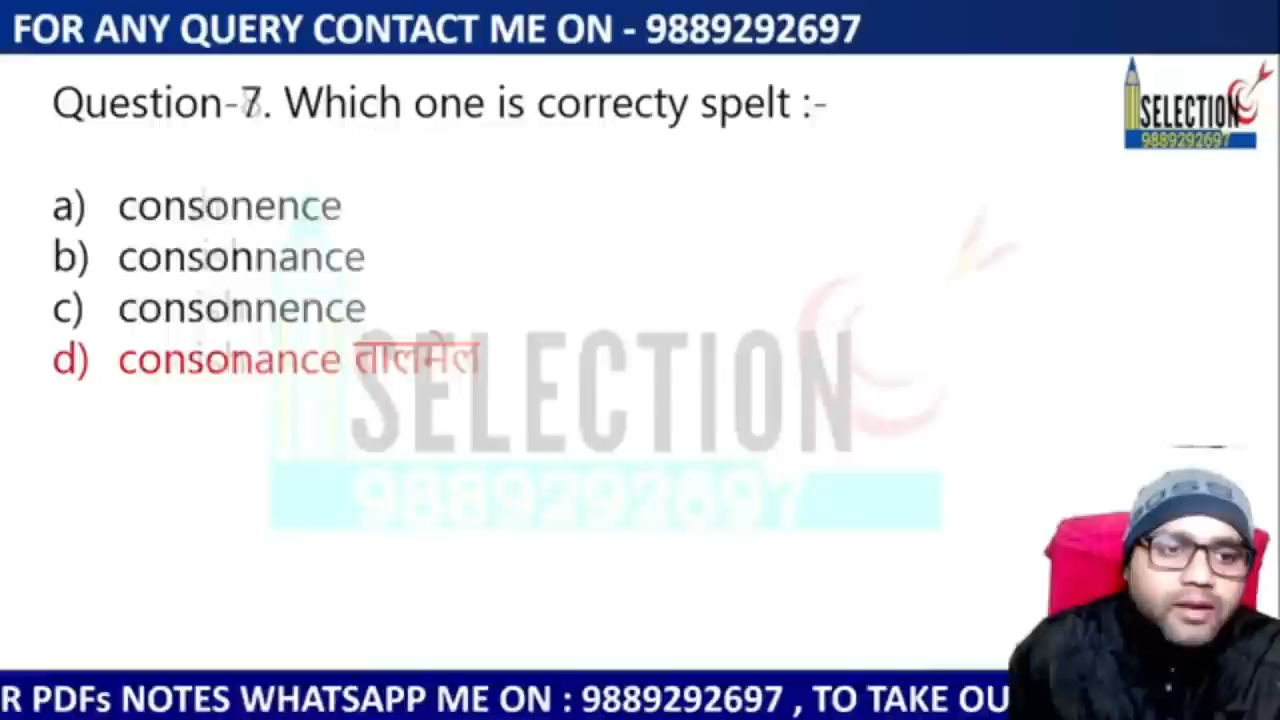 FOR ANY QUERY CONTACT ME ON - 9889292697
SELECTION
9889292697
Question-7. Which one is correcty spelt :-
a) consonence
b) consonnance
c) consonnence
d) consonance तालमेल
SELECTION
9889292697
R PDFs NOTES WHATSAPP ME ON : 9889292697 , TO TAKE OU